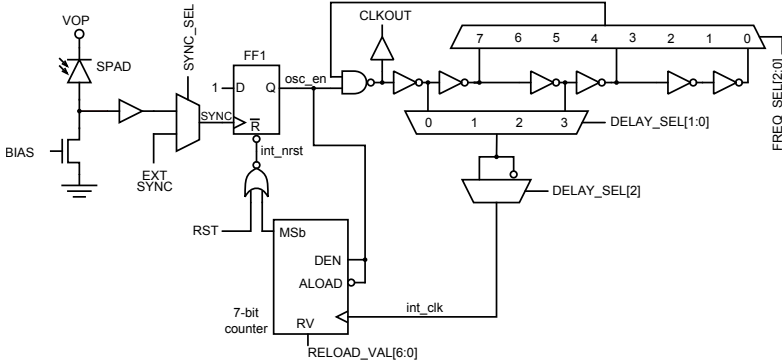 VOP
SPAD
BIAS
SYNC_SEL
EXT
SYNC
SYNC
FF1
1
D
Q
R
osc_en
int_nrst
RST
MSb
DEN
ALOAD
7-bit
counter
RV
RELOAD_VAL[6:0]
int_clk
CLKOUT
7 6 5 4 3 2 1 0
FREQ_SEL[2:0]
0 1 2 3
DELAY_SEL[1:0]
DELAY_SEL[2]